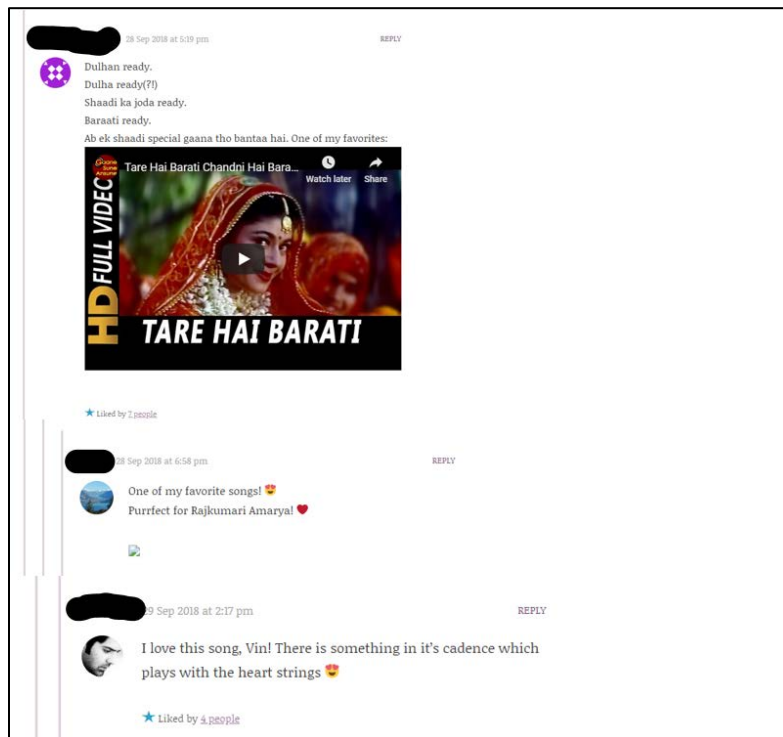 28 Sep 2018 at 5:19 pm REPLY
Dulhan ready.
Dulha ready(?!)
Shaadi ka joda ready.
Baraati ready.
Ab ek shaadi special gaana tho bantaa hai. One of my favorites:
Tare Hai Barati Chandni Hai Bara...
Watch later Share
HD FULL VIDEO
TARE HAI BARATI
Liked by 7 people
28 Sep 2018 at 6:58 pm REPLY
One of my favorite songs! 😍
Purrfect for Rajkumari Amarya! ❤
29 Sep 2018 at 2:17 pm REPLY
I love this song, Vin! There is something in it's cadence which
plays with the heart strings 😍
Liked by 4 people